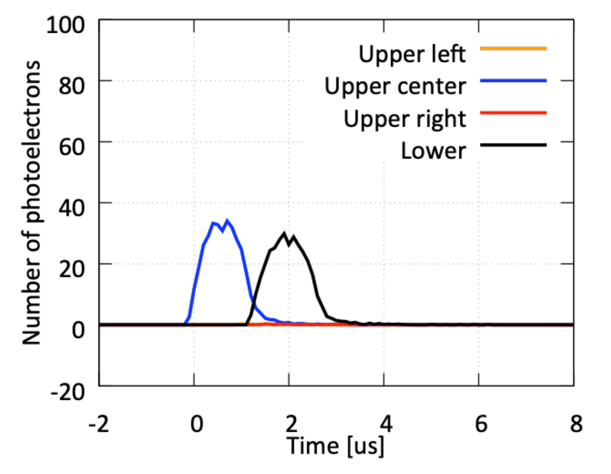 100
80
60
40
20
0
-20
Number of photoelectrons
Upper left
Upper center
Upper right
Lower
-2 0 2 4 6 8
Time [us]